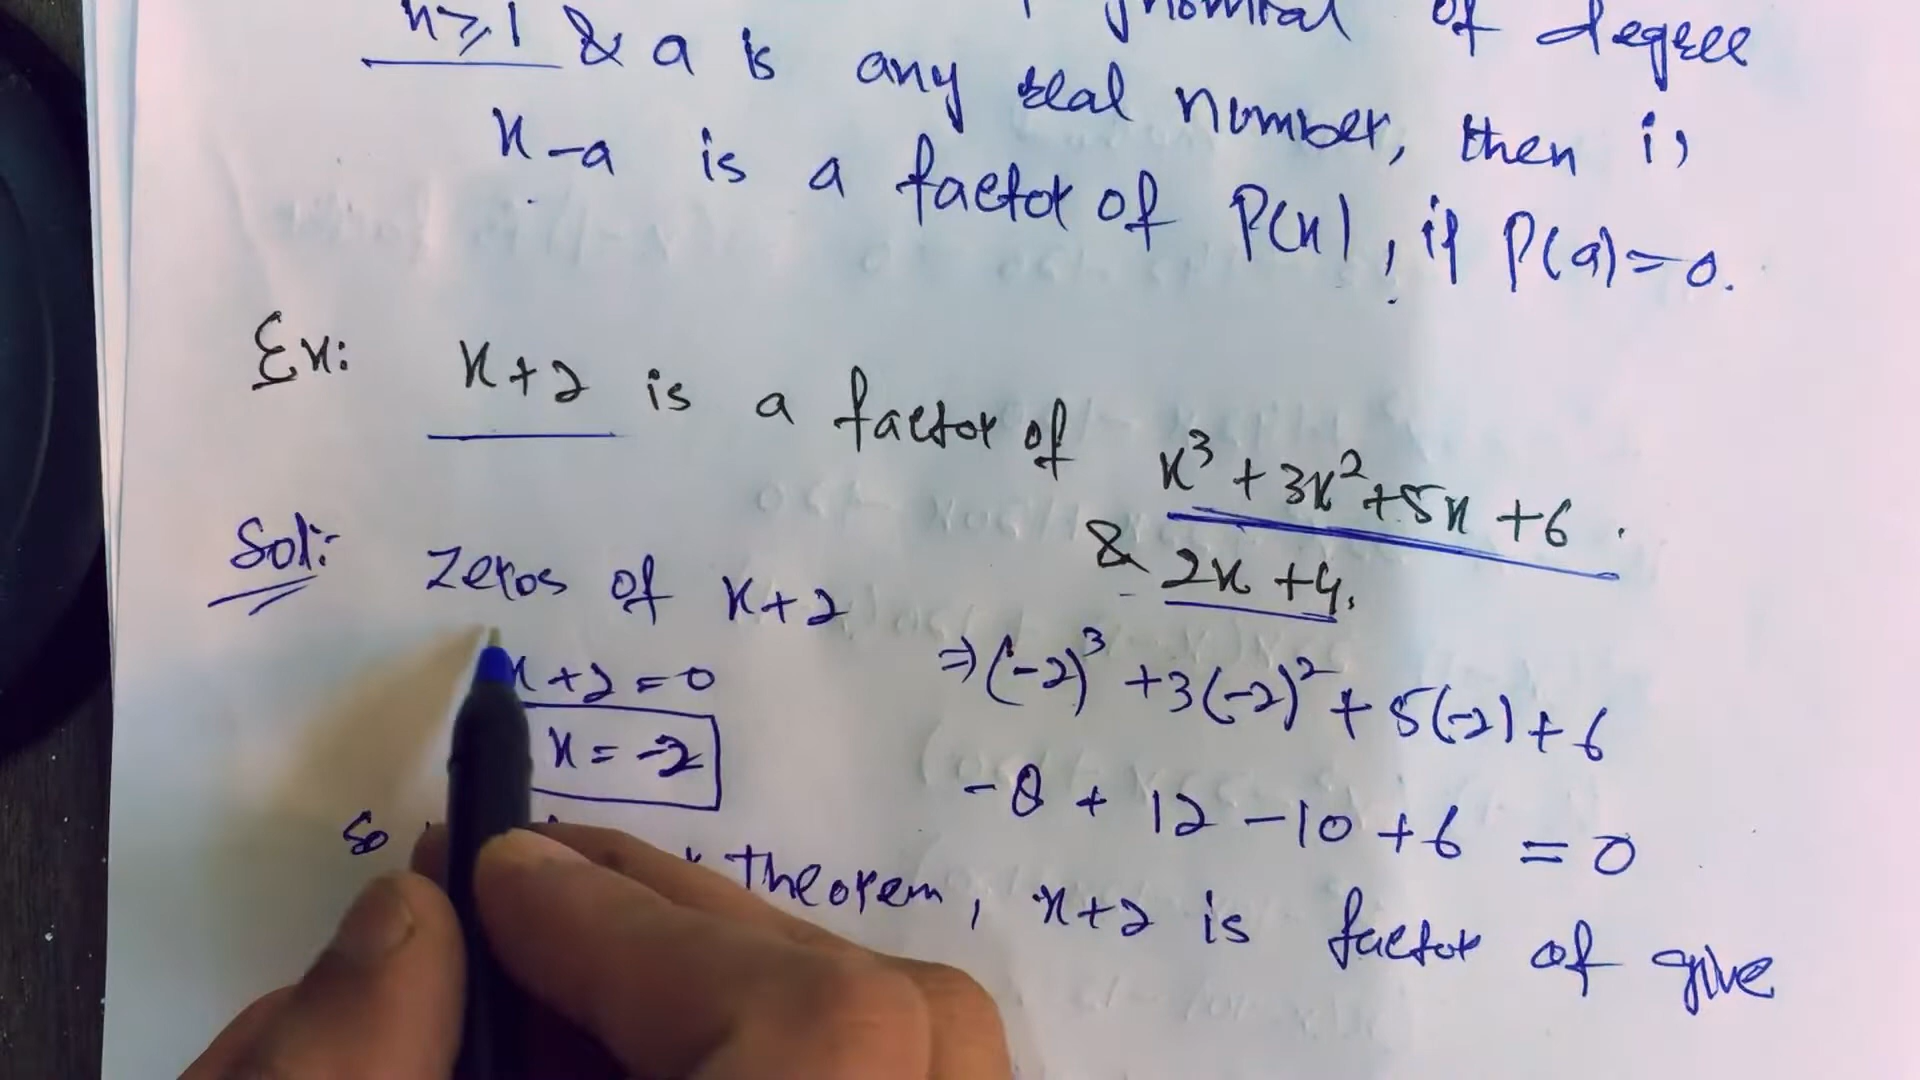 n≥1 & a is any real number, then i,
of degree
x-a is a factor of P(x), if P(a)=0.
Ex: x+2 is a factor of x³+3x²+5x+6.
& 2x+4.
Sol: Zeros of x+2
x+2=0
x=-2
⇒(-2)³+3(-2)²+5(-2)+6
-8+12-10+6=0
So theorem, x+2 is factor of give